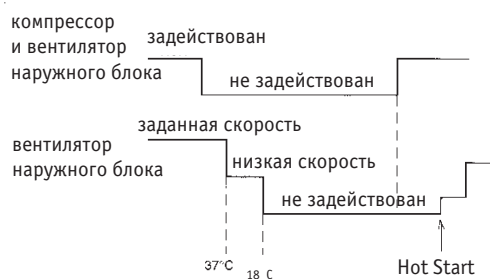 компрессор
и вентилятор
наружного блока
задействован
не задействован
заданная скорость
вентилятор
наружного блока
низкая скорость
не задействован
37°C
18 C
Hot Start